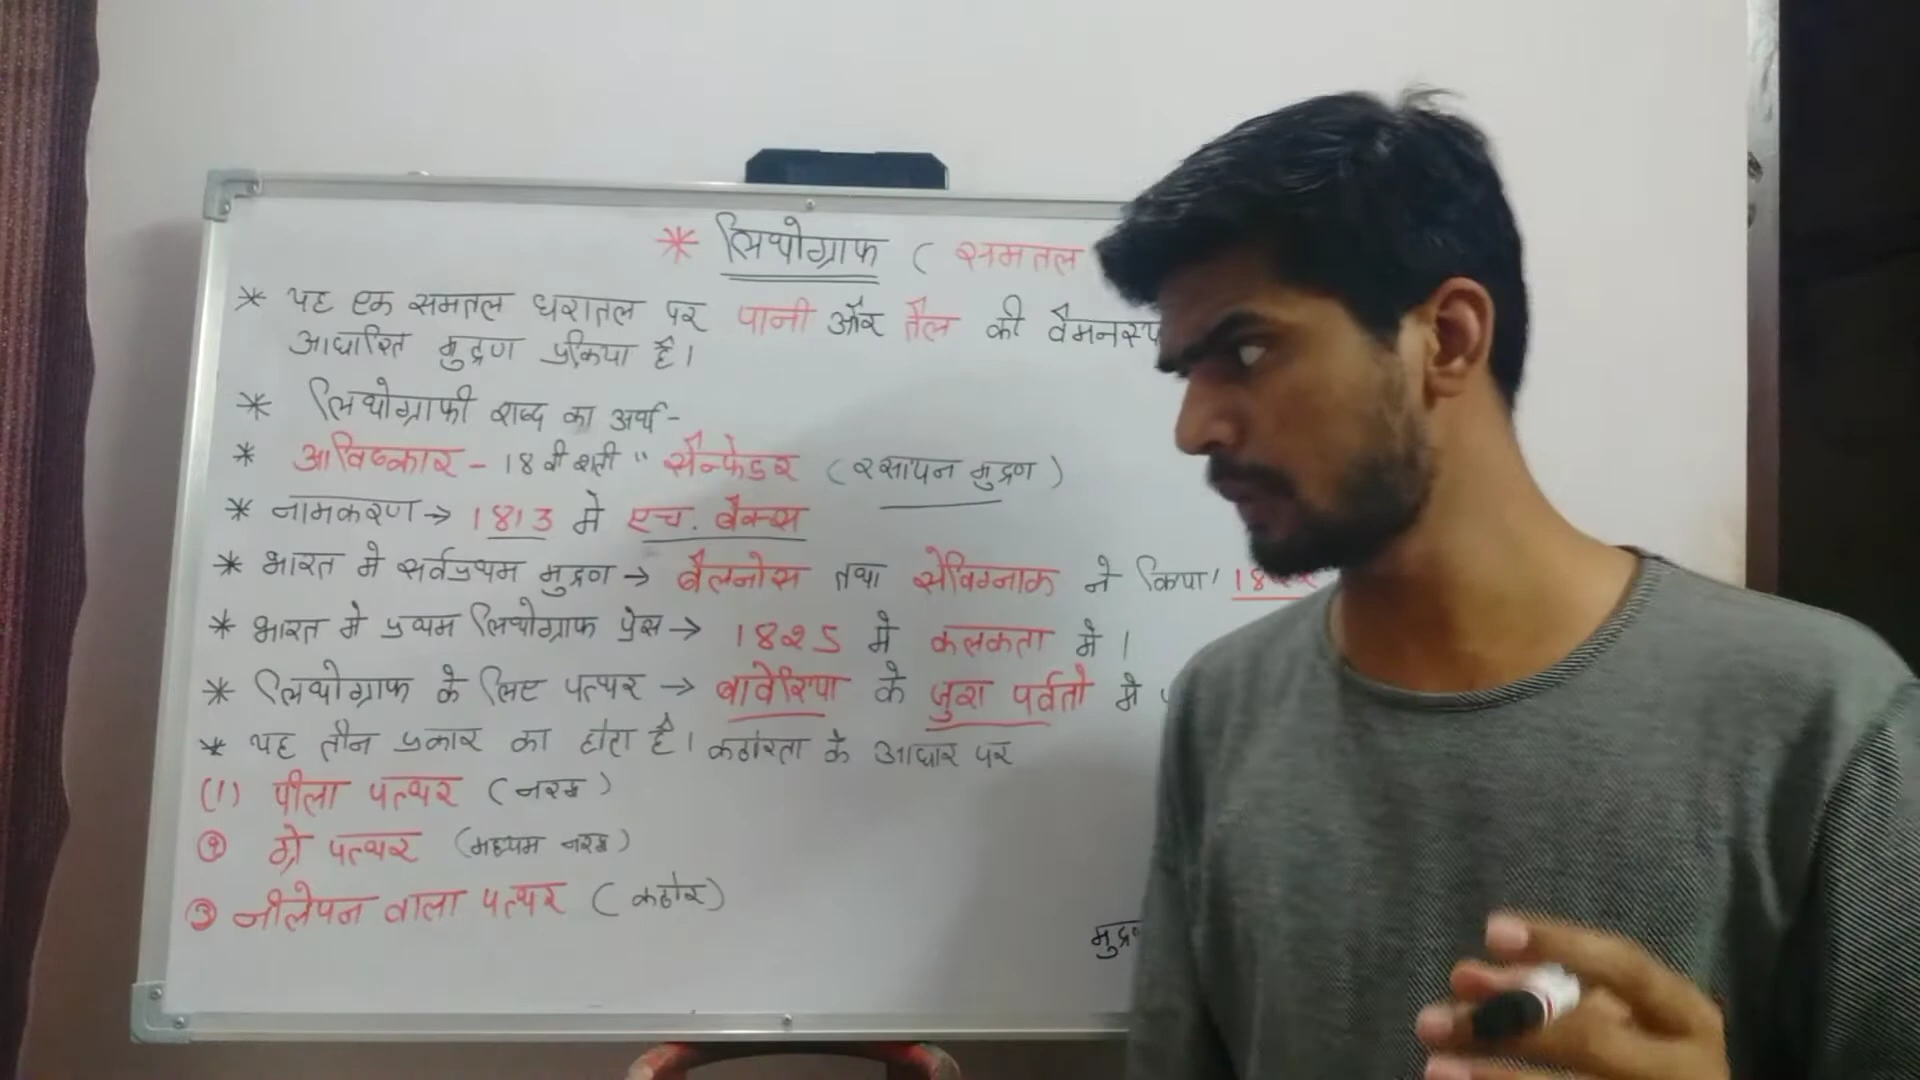 * लिथोग्राफ ( समतल
* यह एक समतल धरातल पर पानी और तैल की वैमनस्य
आधारित मुद्रण प्रकिया है।
* लिथोग्राफी शब्द का अर्थ -
* आविष्कार - 18 वी शती " सैन्फेडर ( रसायन मुद्रण )
* नामकरण → 1813 मे एच. बैक्स
* भारत मे सर्वप्रथम मुद्रण → बैलनोस तथा सेविग्नाक ने किया।
* भारत मे प्रथम लिथोग्राफ प्रेस → 1825 मे कलकता मे।
* लिथोग्राफ के लिए पत्थर → बावेरिया के जुरा पर्वतो मे
* यह तीन प्रकार का होता है। कठोरता के आधार पर
(1) पीला पत्थर ( नरम )
② ग्रे पत्थर (मध्यम नरम)
③ नीलेपन वाला पत्थर ( कठोर)